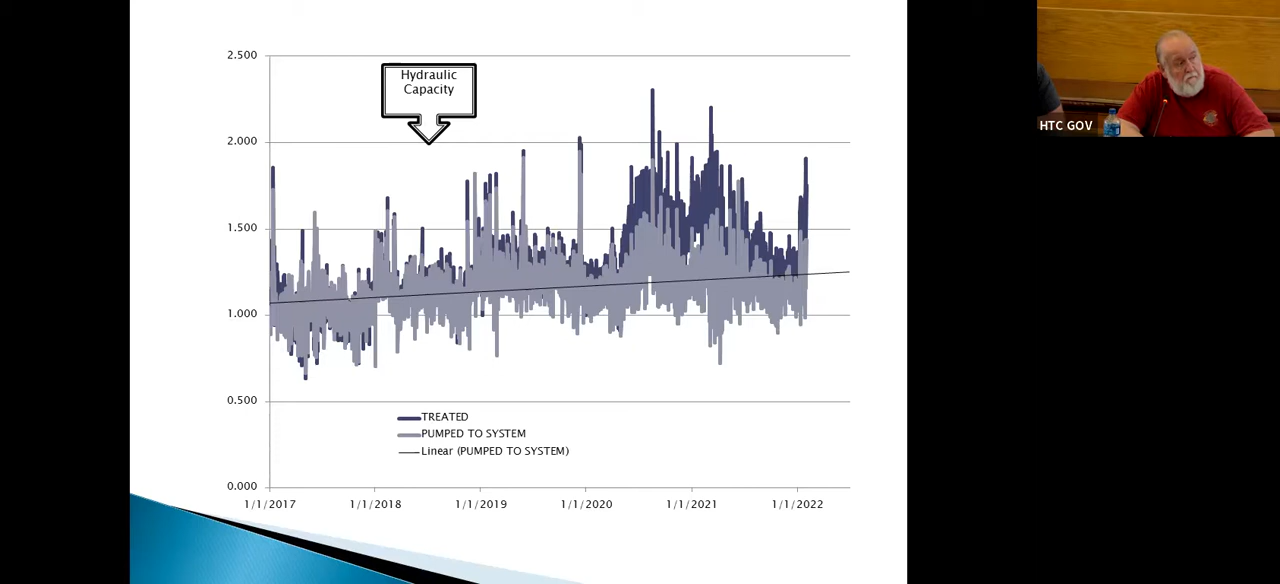 2.500
Hydraulic
Capacity
2.000
1.500
1.000
0.500
TREATED
PUMPED TO SYSTEM
Linear (PUMPED TO SYSTEM)
0.000
1/1/2017
1/1/2018
1/1/2019
1/1/2020
1/1/2021
1/1/2022
HTC GOV